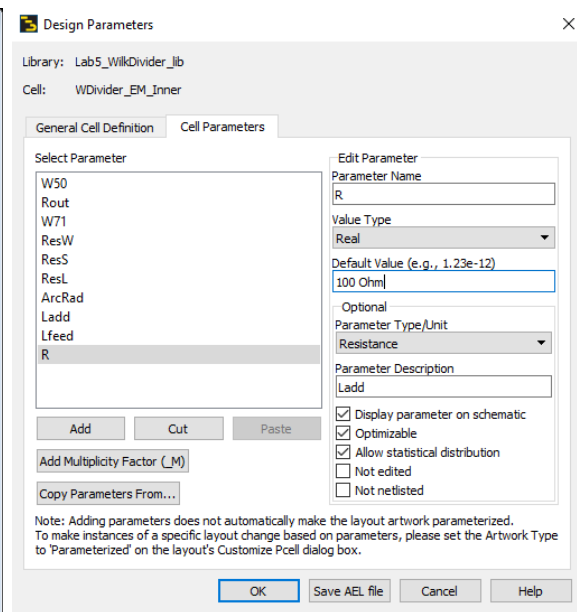 Design Parameters
Library: Lab5_WilkDivider_lib
Cell: WDivider_EM_Inner
General Cell Definition
Cell Parameters
Select Parameter
W50
Rout
W71
ResW
ResS
ResL
ArcRad
Ladd
Lfeed
R
Add
Cut
Paste
Add Multiplicity Factor (_M)
Copy Parameters From...
Edit Parameter
Parameter Name
R
Value Type
Real
Default Value (e.g., 1.23e-12)
100 Ohm
Optional
Parameter Type/Unit
Resistance
Parameter Description
Ladd
Display parameter on schematic
Optimizable
Allow statistical distribution
Not edited
Not netlisted
Note: Adding parameters does not automatically make the layout artwork parameterized.
To make instances of a specific layout change based on parameters, please set the Artwork Type
to 'Parameterized' on the layout's Customize Pcell dialog box.
OK
Save AEL file
Cancel
Help